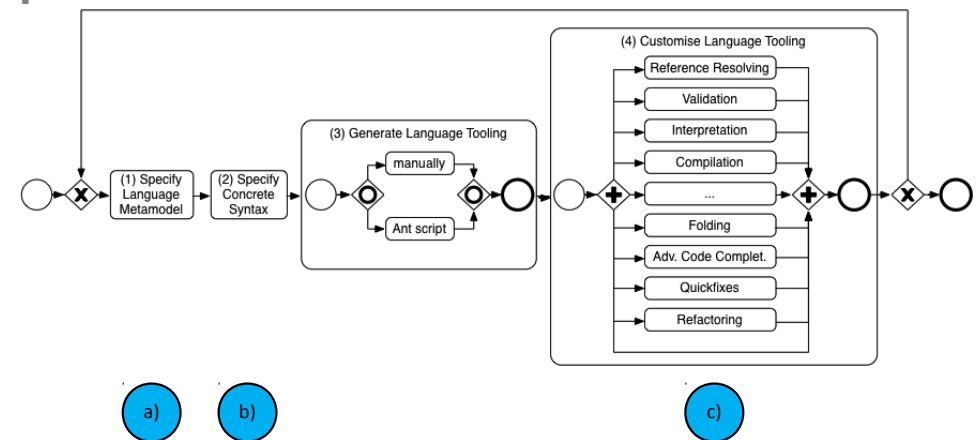 (4) Customise Language Tooling
Reference Resolving
Validation
(3) Generate Language Tooling
Interpretation
manually
Compilation
(1) Specify
Language
Metamodel
(2) Specify
Concrete
Syntax
...
Ant script
Folding
Adv. Code Complet.
Quickfixes
Refactoring
a)
b)
c)